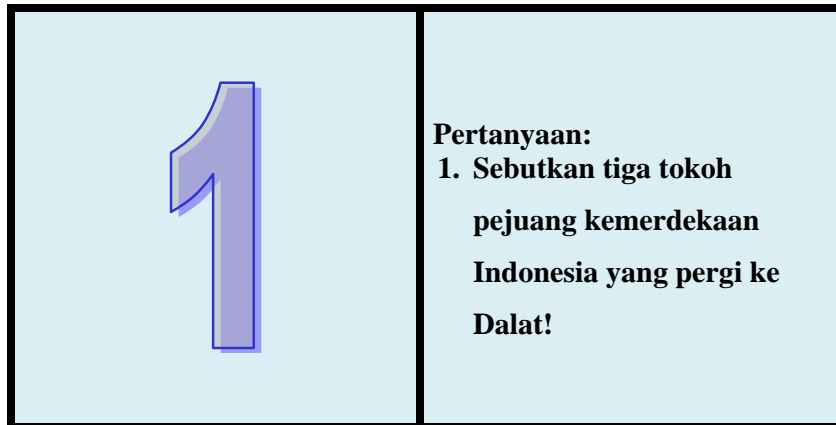 1
Pertanyaan:
1. Sebutkan tiga tokoh
pejuang kemerdekaan
Indonesia yang pergi ke
Dalat!